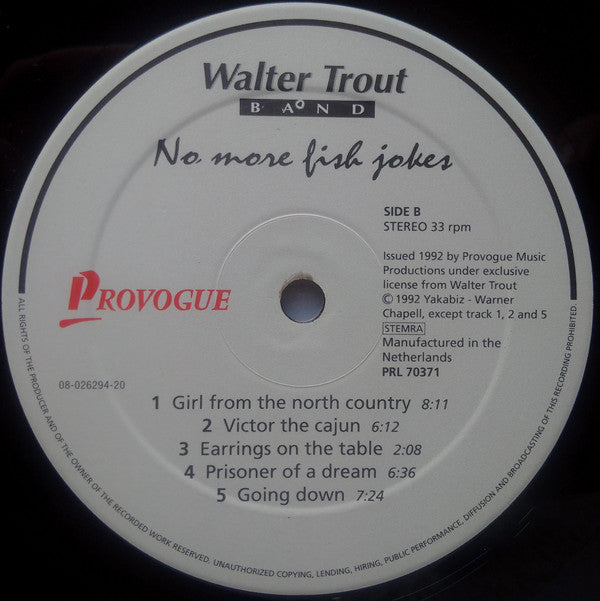 Walter Trout
BAND
No more fish jokes
SIDE B
STEREO 33 rpm
Issued 1992 by Provogue Music
Productions under exclusive
license from Walter Trout
© 1992 Yakabiz - Warner
Chapell, except track 1, 2 and 5
STEMRA
Manufactured in the
Netherlands
PRL 70371
PROVOGUE
08-026294-20
1 Girl from the north country 8:11
2 Victor the cajun 6:12
3 Earrings on the table 2:08
4 Prisoner of a dream 6:36
5 Going down 7:24
ALL RIGHTS OF THE PRODUCER AND OF THE OWNER OF THE RECORDED WORK RESERVED. UNAUTHORIZED COPYING, LENDING, HIRING, PUBLIC PERFORMANCE, DIFFUSION AND BROADCASTING OF THIS RECORDING PROHIBITED.